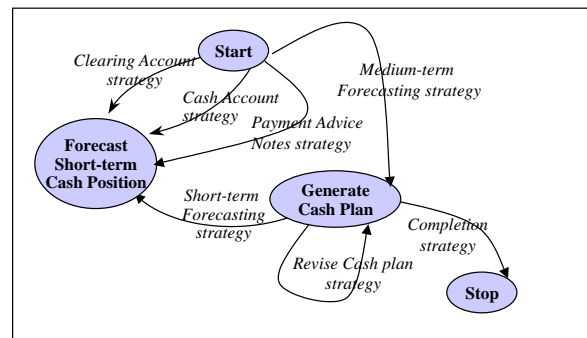 Start
Clearing Account
strategy
Cash Account
strategy
Payment Advice
Notes strategy
Medium-term
Forecasting strategy
Forecast
Short-term
Cash Position
Short-term
Forecasting
strategy
Generate
Cash Plan
Completion
strategy
Revise Cash plan
strategy
Stop